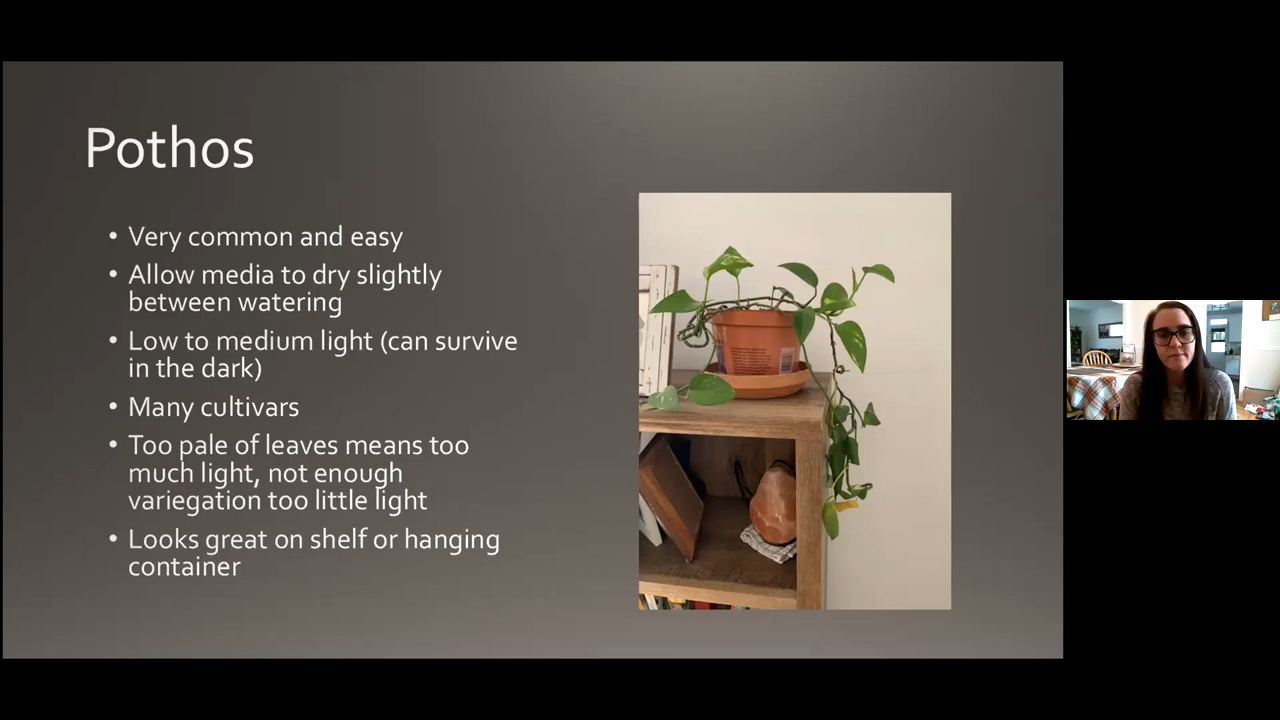 Pothos
• Very common and easy
• Allow media to dry slightly
between watering
• Low to medium light (can survive
in the dark)
• Many cultivars
• Too pale of leaves means too
much light, not enough
variegation too little light
• Looks great on shelf or hanging
container